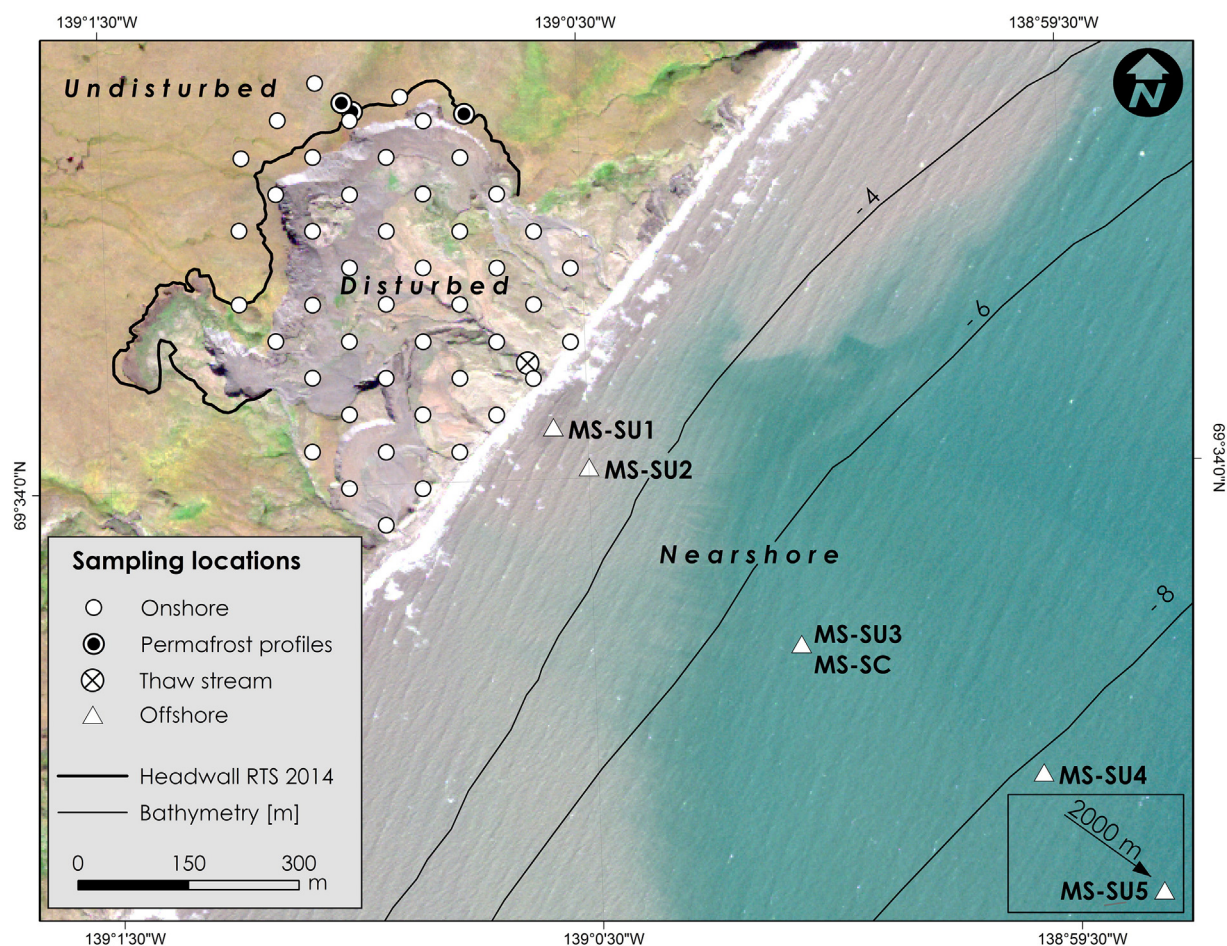 139°1'30"W
139°0'30"W
138°59'30"W
N
Undisturbed
- 4
Disturbed
- 6
MS-SU1
MS-SU2
69°34'0"N
69°34'0"N
Nearshore
- 8
MS-SU3
MS-SC
MS-SU4
2000 m
MS-SU5
Sampling locations
Onshore
Permafrost profiles
Thaw stream
Offshore
Headwall RTS 2014
Bathymetry [m]
0 150 300
m
139°1'30"W
139°0'30"W
138°59'30"W